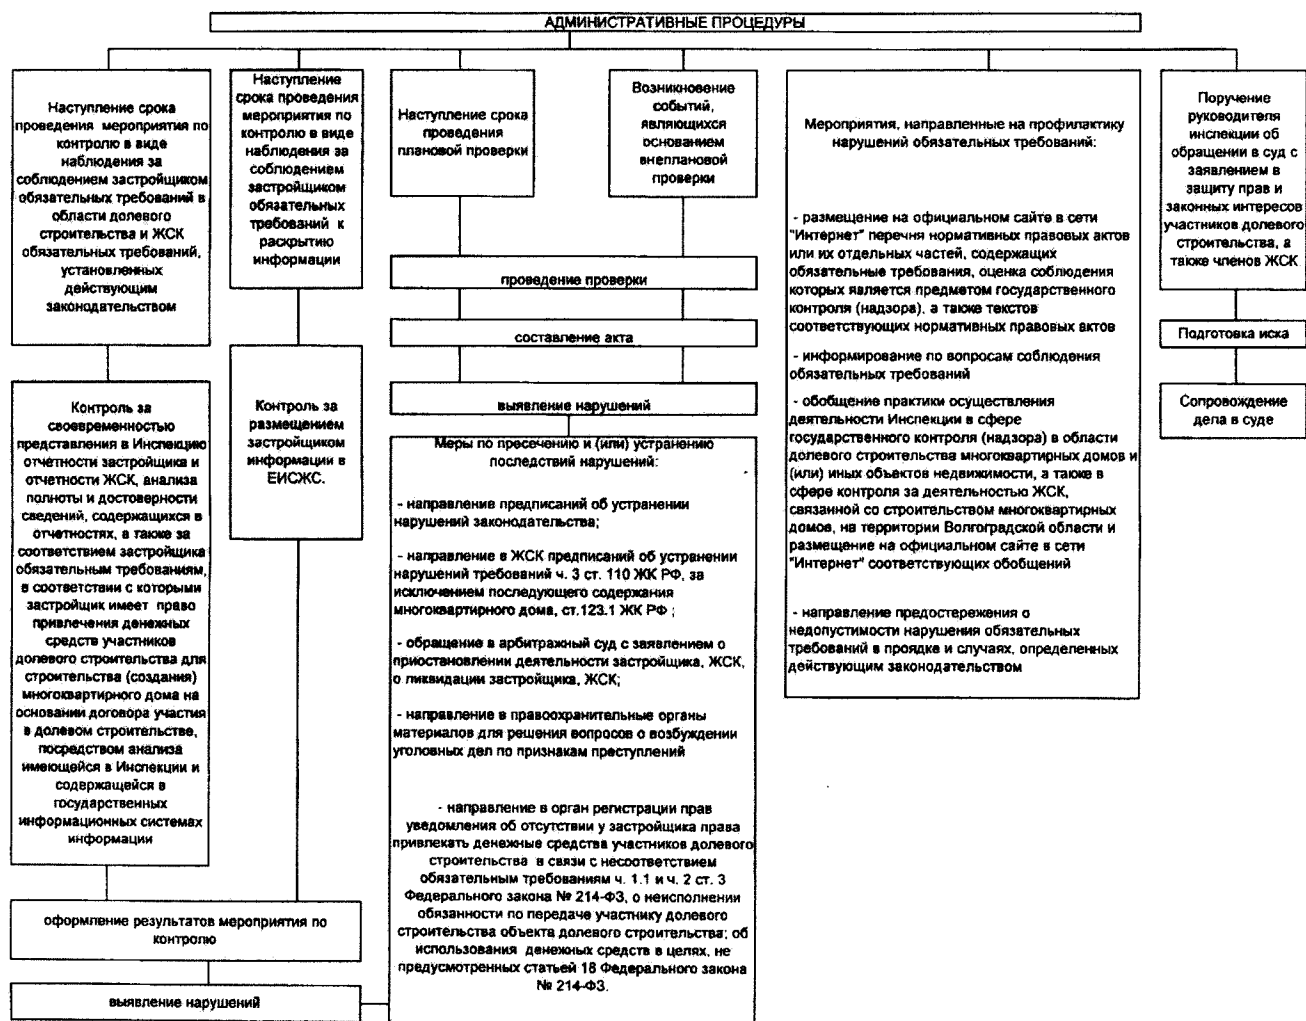 АДМИНИСТРАТИВНЫЕ ПРОЦЕДУРЫ
Наступление срока
проведения мероприятия по
контролю в виде
наблюдения за
соблюдением застройщиком
обязательных требований в
области долевого
строительства и ЖСК
обязательных требований,
установленных
действующим
законодательством
Контроль за
своевременностью
представления в Инспекцию
отчетности застройщика и
отчетности ЖСК, анализа
полноты и достоверности
сведений, содержащихся в
отчетностях, а также за
соответствием застройщика
обязательным требованиям,
в соответствии с которыми
застройщик имеет право
привлечения денежных
средств участников
долевого строительства для
строительства (создания)
многоквартирного дома на
основании договора участия
в долевом строительстве,
посредством анализа
имеющейся в Инспекции и
содержащейся в
государственных
информационных системах
информации
Наступление
срока проведения
мероприятия по
контролю в виде
наблюдения за
соблюдением
застройщиком
обязательных
требований к
раскрытию
информации
Контроль за
размещением
застройщиком
информации в
ЕИСЖС.
оформление результатов мероприятия по
контролю
выявление нарушений
Наступление срока
проведения
плановой проверки
Возникновение
событий,
являющихся
основанием
внеплановой
проверки
проведение проверки
составление акта
выявление нарушений
Меры по пресечению и (или) устранению
последствий нарушений:
- направление предписаний об устранении
нарушений законодательства;
- направление в ЖСК предписаний об устранении
нарушений требований ч. 3 ст. 110 ЖК РФ, за
исключением последующего содержания
многоквартирного дома, ст.123.1 ЖК РФ ;
- обращение в арбитражный суд с заявлением о
приостановлении деятельности застройщика, ЖСК,
о ликвидации застройщика, ЖСК;
- направление в правоохранительные органы
материалов для решения вопросов о возбуждении
уголовных дел по признакам преступлений
- направление в орган регистрации прав
уведомления об отсутствии у застройщика права
привлекать денежные средства участников долевого
строительства в связи с несоответствием
обязательным требованиям ч. 1.1 и ч. 2 ст. 3
Федерального закона № 214-ФЗ, о неисполнении
обязанности по передаче участнику долевого
строительства объекта долевого строительства; об
использования денежных средств в целях, не
предусмотренных статьей 18 Федерального закона
№ 214-ФЗ.
Мероприятия, направленные на профилактику
нарушений обязательных требований:
- размещение на официальном сайте в сети
"Интернет" перечня нормативных правовых актов
или их отдельных частей, содержащих
обязательные требования, оценка соблюдения
которых является предметом государственного
контроля (надзора), а также текстов
соответствующих нормативных правовых актов
- информирование по вопросам соблюдения
обязательных требований
- обобщение практики осуществления
деятельности Инспекции в сфере
государственного контроля (надзора) в области
долевого строительства многоквартирных домов и
(или) иных объектов недвижимости, а также в
сфере контроля за деятельностью ЖСК,
связанной со строительством многоквартирных
домов, на территории Волгоградской области и
размещение на официальном сайте в сети
"Интернет" соответствующих обобщений
- направление предостережения о
недопустимости нарушения обязательных
требований в проядке и случаях, определенных
действующим законодательством
Поручение
руководителя
инспекции об
обращении в суд с
заявлением в
защиту прав и
законных интересов
участников долевого
строительства, а
также членов ЖСК
Подготовка иска
Сопровождение
дела в суде